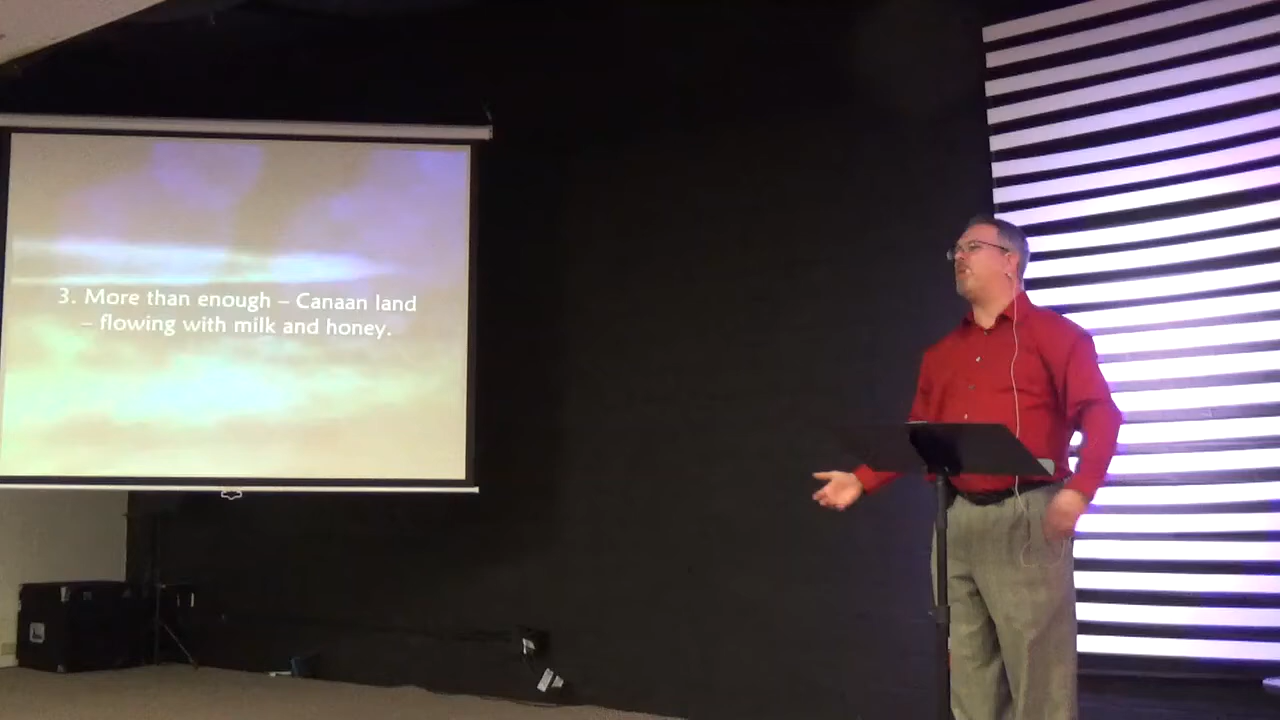 3. More than enough – Canaan land
– flowing with milk and honey.